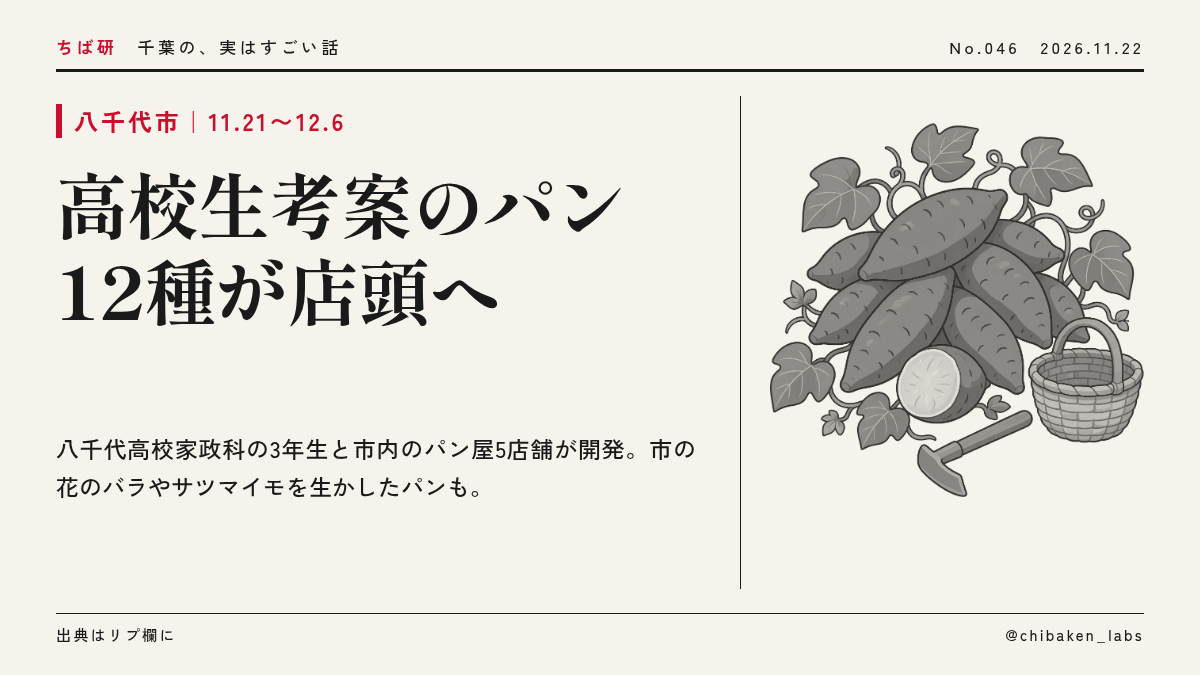 ちば研 千葉の、実はすごい話
No.046 2026.11.22
八千代市｜11.21〜12.6
高校生考案のパン
12種が店頭へ
八千代高校家政科の3年生と市内のパン屋5店舗が開発。市の
花のバラやサツマイモを生かしたパンも。
出典はリプ欄に
@chibaken_labs